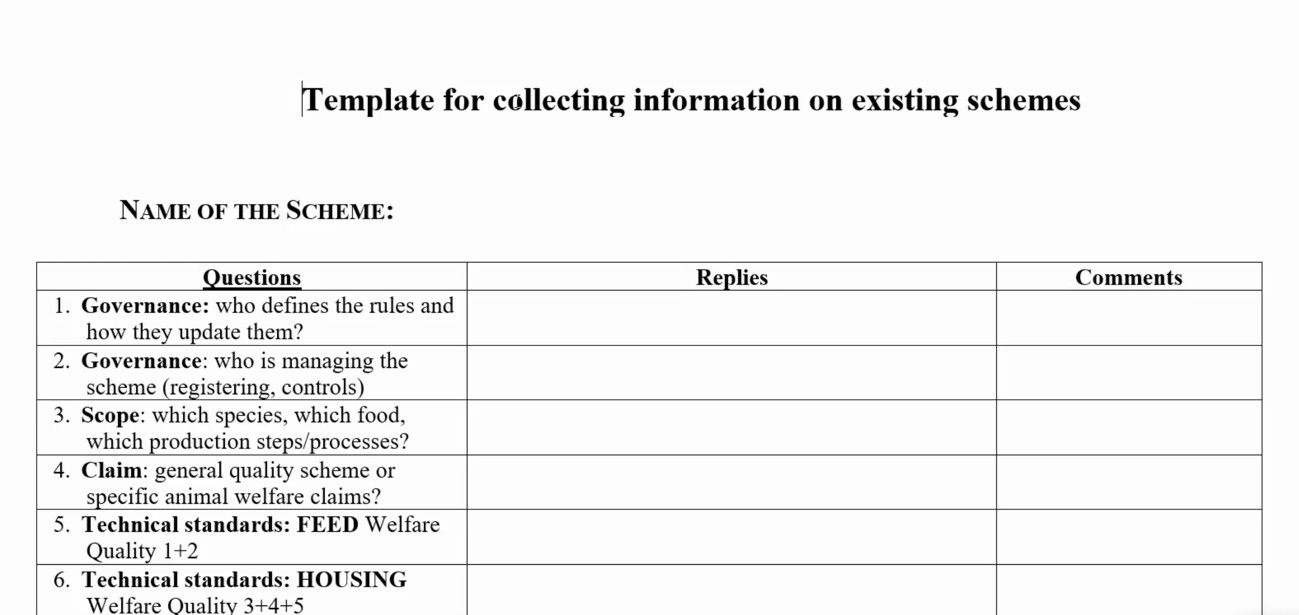 Template for collecting information on existing schemes
NAME OF THE SCHEME:
Questions Replies Comments
1. Governance: who defines the rules and
how they update them?
2. Governance: who is managing the
scheme (registering, controls)
3. Scope: which species, which food,
which production steps/processes?
4. Claim: general quality scheme or
specific animal welfare claims?
5. Technical standards: FEED Welfare
Quality 1+2
6. Technical standards: HOUSING
Welfare Quality 3+4+5